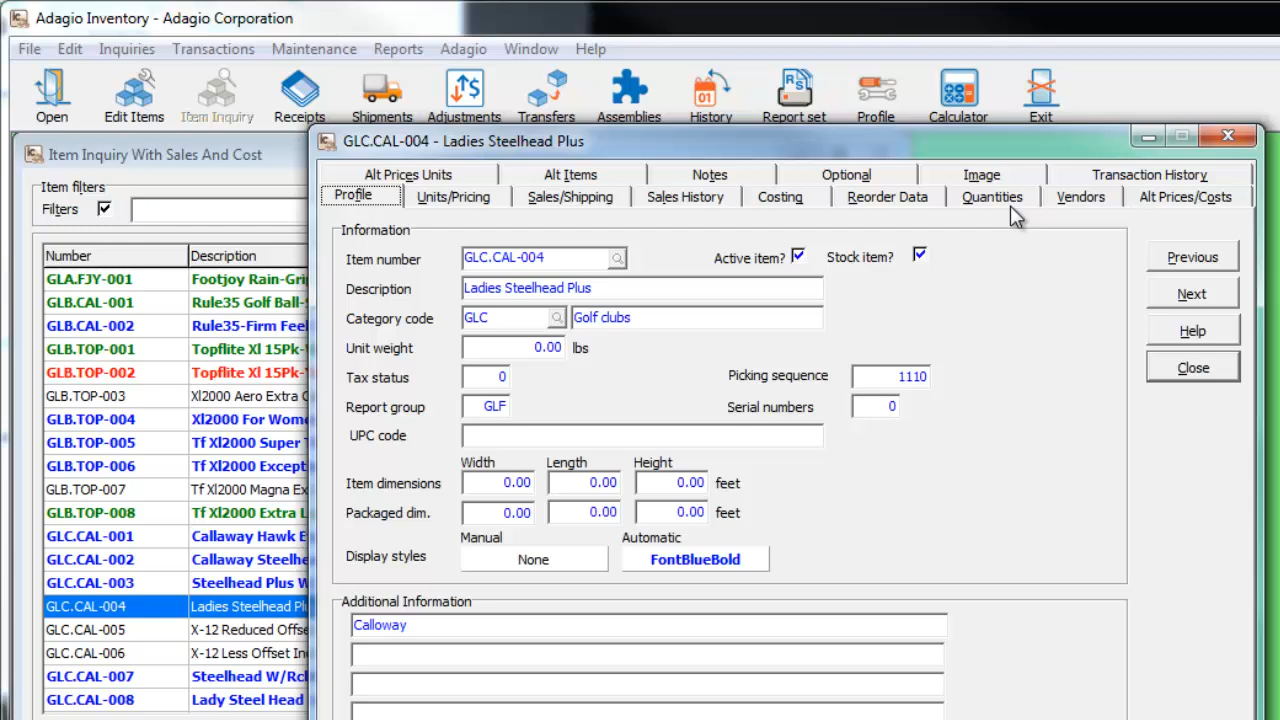 Adagio Inventory - Adagio Corporation
File Edit Inquiries Transactions Maintenance Reports Adagio Window Help
Open Edit Items Item Inquiry Receipts Shipments Adjustments Transfers Assemblies History Report set Profile Calculator Exit
Item Inquiry With Sales And Cost
Item filters
Filters
Number Description
GLA.FJY-001 Footjoy Rain-Gri
GLB.CAL-001 Rule35 Golf Ball-
GLB.CAL-002 Rule35-Firm Feel
GLB.TOP-001 Topflite Xl 15Pk-
GLB.TOP-002 Topflite Xl 15Pk-
GLB.TOP-003 Xl2000 Aero Extra
GLB.TOP-004 Xl2000 For Wome
GLB.TOP-005 Tf Xl2000 Super
GLB.TOP-006 Tf Xl2000 Except
GLB.TOP-007 Tf Xl2000 Magna Ex
GLB.TOP-008 Tf Xl2000 Extra L
GLC.CAL-001 Callaway Hawk E
GLC.CAL-002 Callaway Steelhe
GLC.CAL-003 Steelhead Plus W
GLC.CAL-004 Ladies Steelhead Pl
GLC.CAL-005 X-12 Reduced Offse
GLC.CAL-006 X-12 Less Offset
GLC.CAL-007 Steelhead W/Rc
GLC.CAL-008 Lady Steel Head
GLC.CAL-004 - Ladies Steelhead Plus
Alt Prices Units Alt Items Notes Optional Image Transaction History
Profile Units/Pricing Sales/Shipping Sales History Costing Reorder Data Quantities Vendors Alt Prices/Costs
Information
Item number GLC.CAL-004 Active item? Stock item?
Description Ladies Steelhead Plus
Category code GLC Golf clubs
Unit weight 0.00 lbs
Tax status 0 Picking sequence 1110
Report group GLF Serial numbers 0
UPC code
Width Length Height
Item dimensions 0.00 0.00 0.00 feet
Packaged dim. 0.00 0.00 0.00 feet
Manual Automatic
Display styles None FontBlueBold
Additional Information
Calloway
Previous
Next
Help
Close